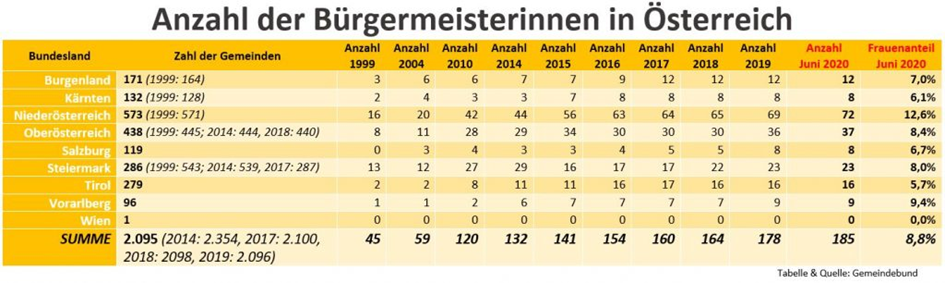 Anzahl der Bürgermeisterinnen in Österreich
Bundesland Zahl der Gemeinden Anzahl 1999 Anzahl 2004 Anzahl 2010 Anzahl 2014 Anzahl 2015 Anzahl 2016 Anzahl 2017 Anzahl 2018 Anzahl 2019 Anzahl Juni 2020 Frauenanteil Juni 2020
Burgenland 171 (1999: 164) 3 6 6 7 7 9 12 12 12 12 7,0%
Kärnten 132 (1999: 128) 2 4 3 3 7 8 8 8 8 8 6,1%
Niederösterreich 573 (1999: 571) 16 20 42 44 56 63 64 65 69 72 12,6%
Oberösterreich 438 (1999: 445; 2014: 444, 2018: 440) 8 11 28 29 34 30 30 30 36 37 8,4%
Salzburg 119 0 3 4 3 3 4 5 5 8 8 6,7%
Steiermark 286 (1999: 543; 2014: 539, 2017: 287) 13 12 27 29 16 17 17 22 23 23 8,0%
Tirol 279 2 2 8 11 11 16 17 16 16 16 5,7%
Vorarlberg 96 1 1 2 6 7 7 7 7 9 9 9,4%
Wien 1 0 0 0 0 0 0 0 0 0 0 0,0%
SUMME 2.095 (2014: 2.354, 2017: 2.100, 45 59 120 132 141 154 160 164 178 185 8,8%
2018: 2098, 2019: 2.096)
Tabelle & Quelle: Gemeindebund